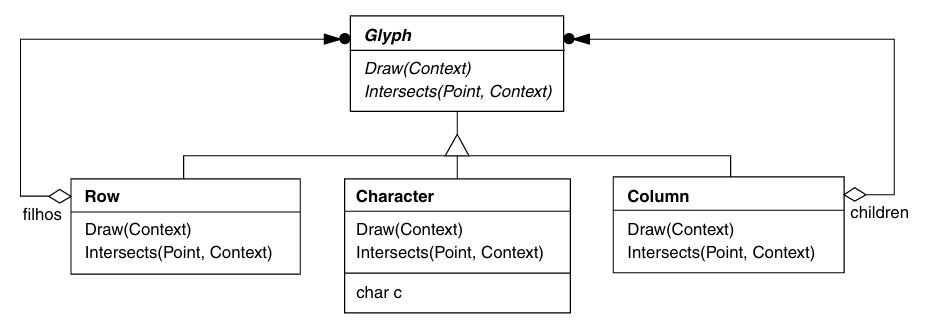 Glyph
Draw(Context)
Intersects(Point, Context)
Row
Draw(Context)
Intersects(Point, Context)
filhos
Character
Draw(Context)
Intersects(Point, Context)
char c
Column
Draw(Context)
Intersects(Point, Context)
children